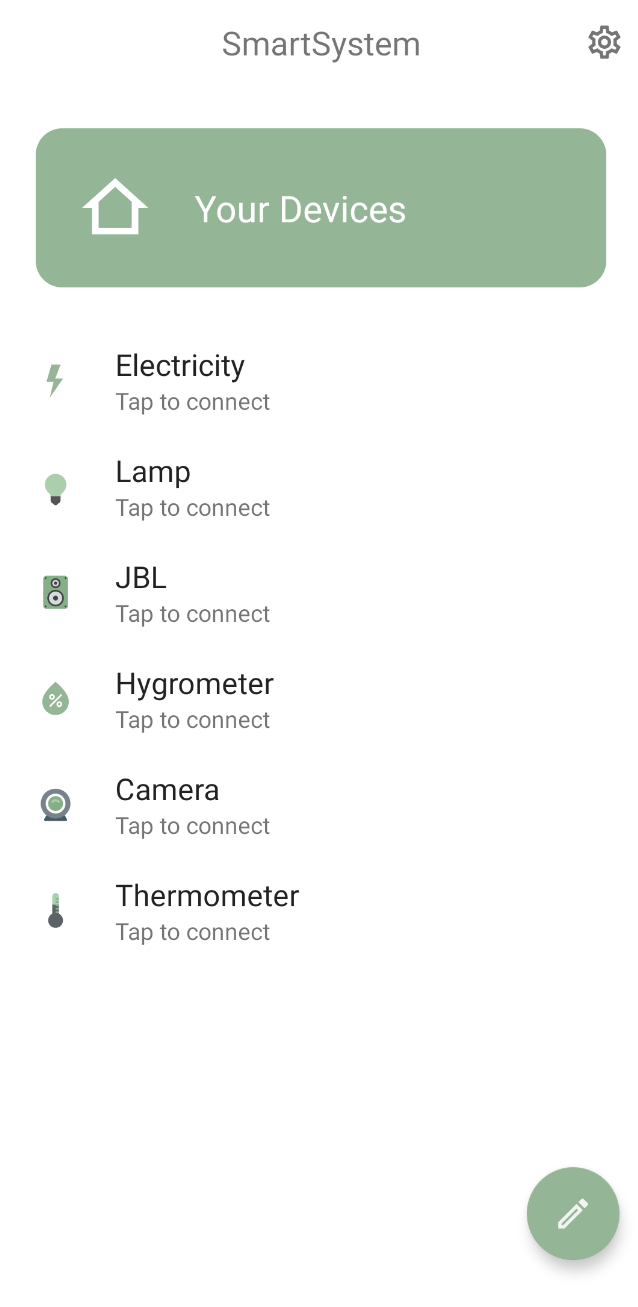 SmartSystem
Your Devices
Electricity
Tap to connect
Lamp
Tap to connect
JBL
Tap to connect
Hygrometer
Tap to connect
Camera
Tap to connect
Thermometer
Tap to connect